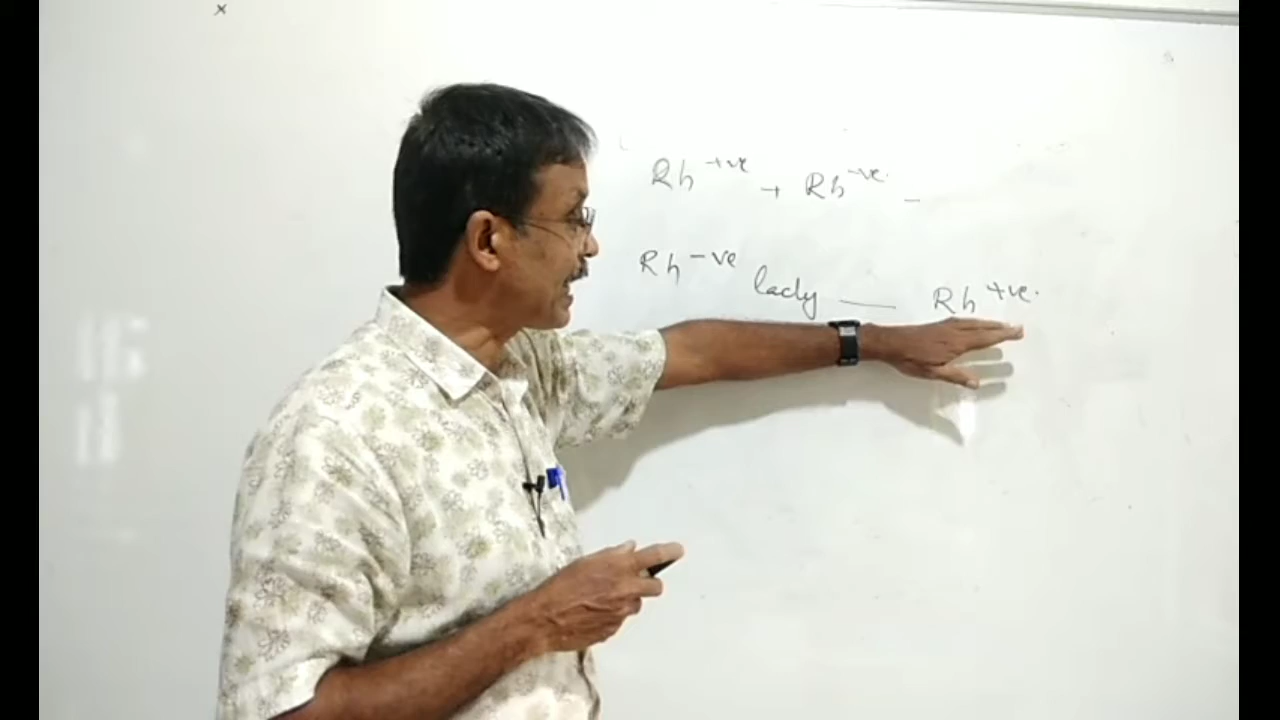 Rh +ve + Rh -ve. -
Rh -ve lady — Rh +ve.